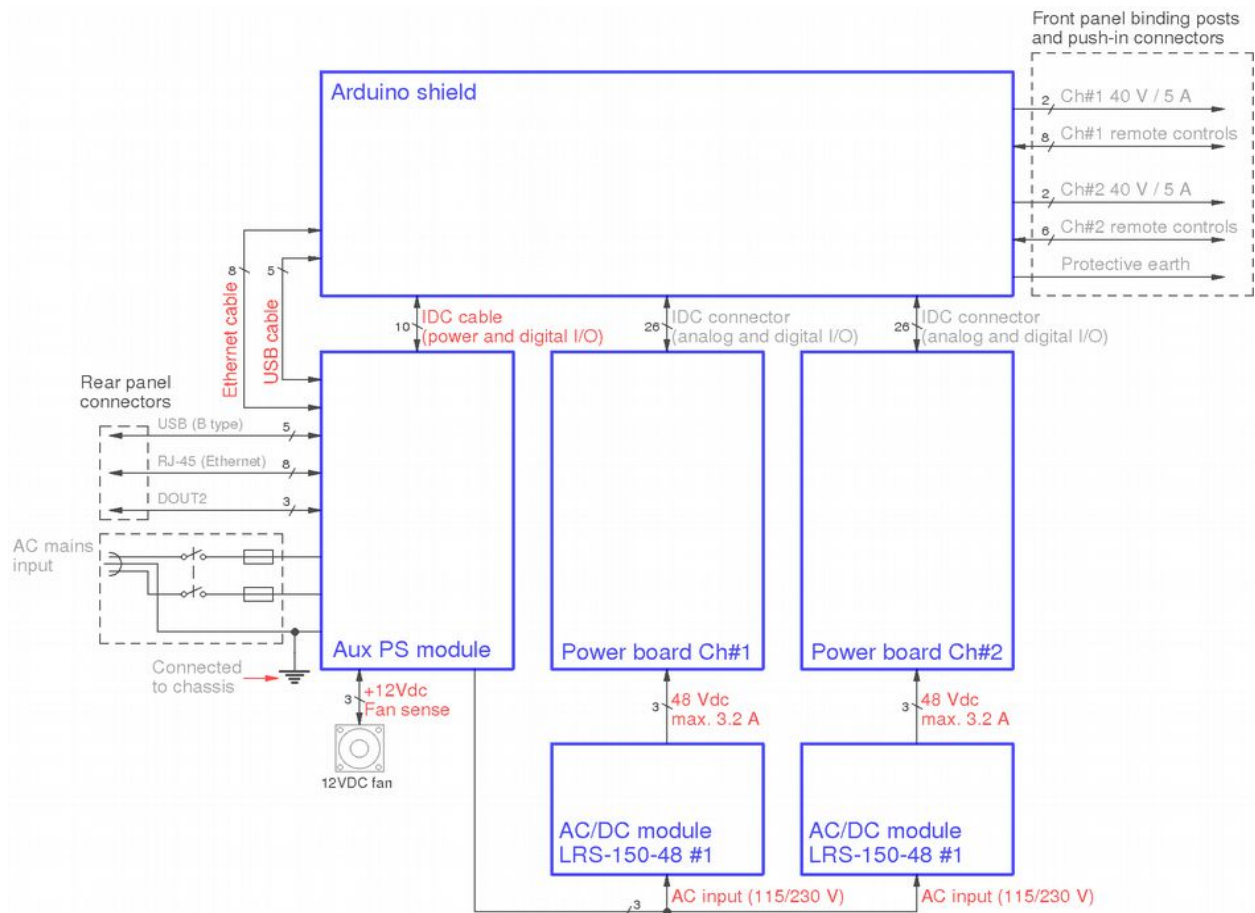 Front panel binding posts
and push-in connectors
Arduino shield
2
Ch#1 40 V / 5 A
8
Ch#1 remote controls
2
Ch#2 40 V / 5 A
6
Ch#2 remote controls
Protective earth
8
5
Ethernet cable
USB cable
10
IDC cable
(power and digital I/O)
26
IDC connector
(analog and digital I/O)
26
IDC connector
(analog and digital I/O)
Rear panel
connectors
USB (B type)
5
RJ-45 (Ethernet)
8
DOUT2
3
AC mains
input
Aux PS module
Power board Ch#1
Power board Ch#2
Connected
to chassis
3
+12Vdc
Fan sense
12VDC fan
3
48 Vdc
max. 3.2 A
3
48 Vdc
max. 3.2 A
AC/DC module
LRS-150-48 #1
AC/DC module
LRS-150-48 #1
3
AC input (115/230 V)
AC input (115/230 V)